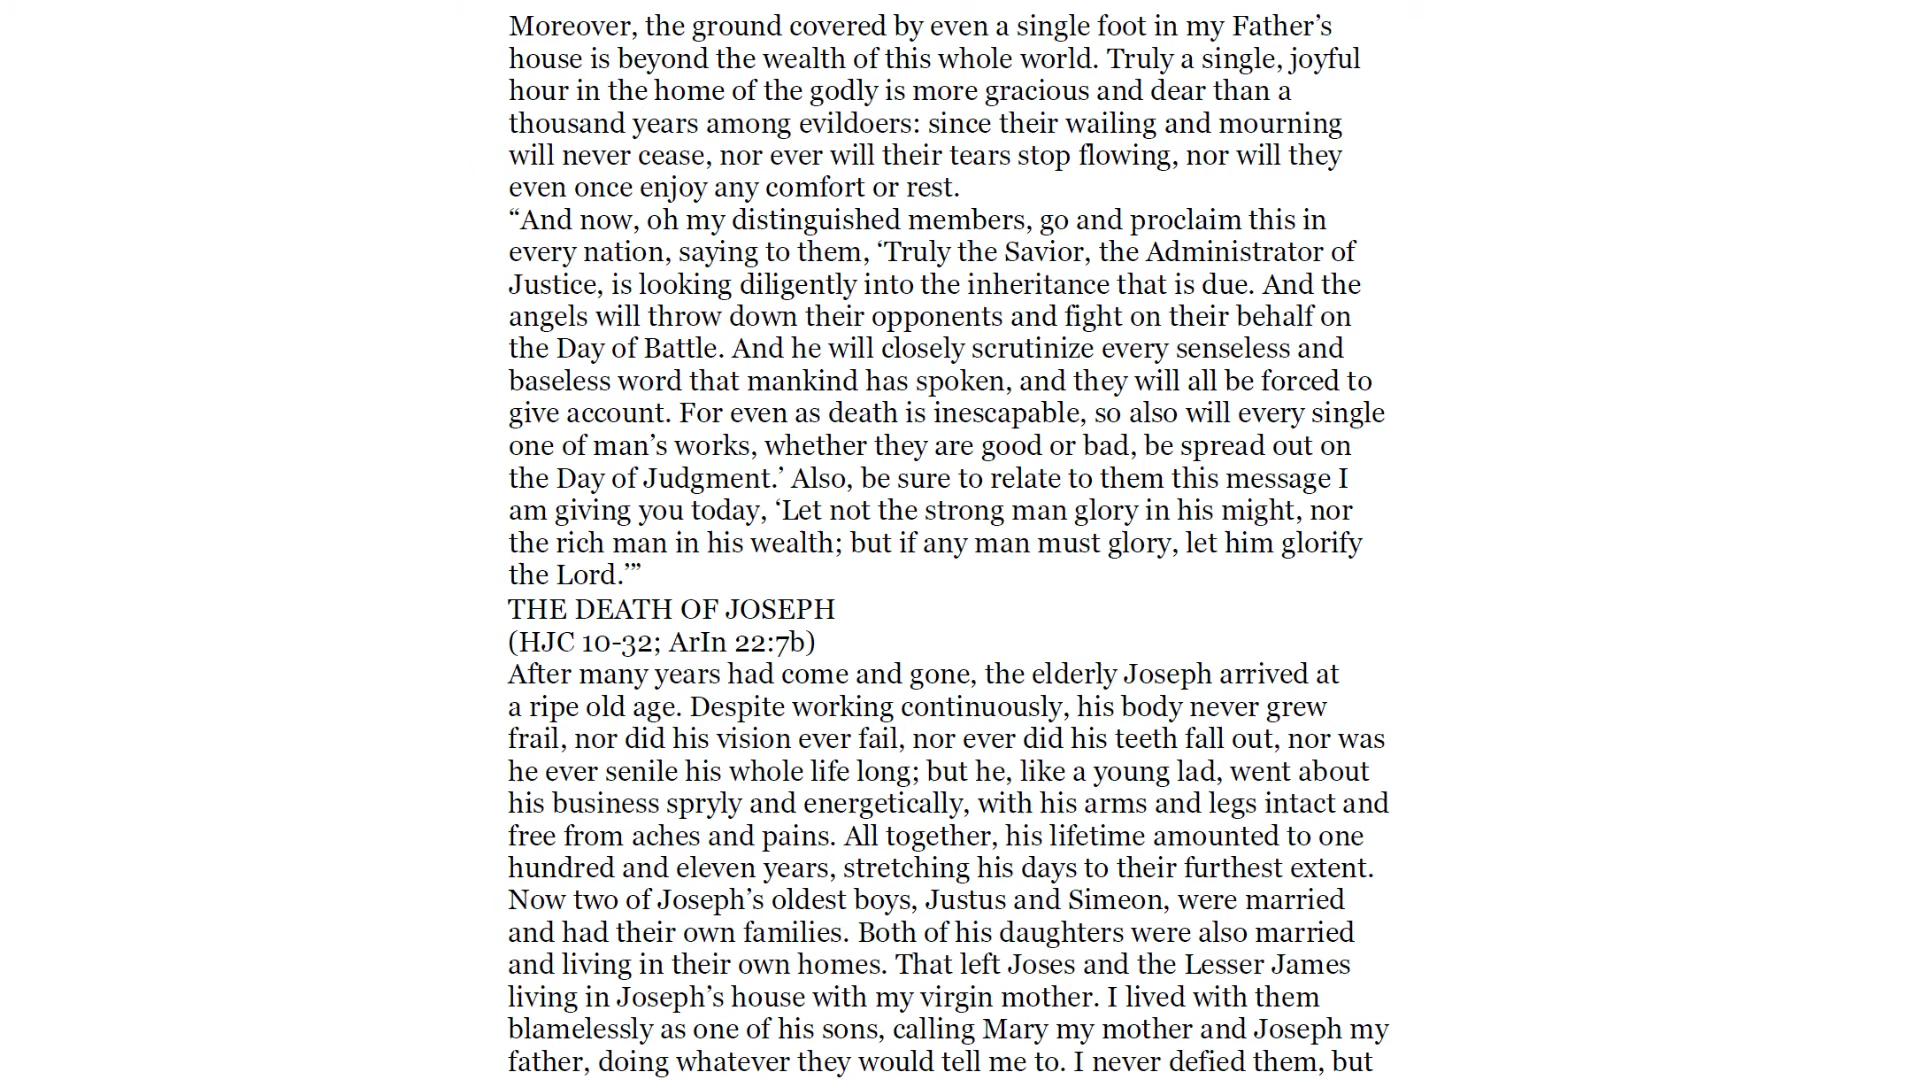 Moreover, the ground covered by even a single foot in my Father’s
house is beyond the wealth of this whole world. Truly a single, joyful
hour in the home of the godly is more gracious and dear than a
thousand years among evildoers: since their wailing and mourning
will never cease, nor ever will their tears stop flowing, nor will they
even once enjoy any comfort or rest.
“And now, oh my distinguished members, go and proclaim this in
every nation, saying to them, ‘Truly the Savior, the Administrator of
Justice, is looking diligently into the inheritance that is due. And the
angels will throw down their opponents and fight on their behalf on
the Day of Battle. And he will closely scrutinize every senseless and
baseless word that mankind has spoken, and they will all be forced to
give account. For even as death is inescapable, so also will every single
one of man’s works, whether they are good or bad, be spread out on
the Day of Judgment.’ Also, be sure to relate to them this message I
am giving you today, ‘Let not the strong man glory in his might, nor
the rich man in his wealth; but if any man must glory, let him glorify
the Lord.’”
THE DEATH OF JOSEPH
(HJC 10-32; ArIn 22:7b)
After many years had come and gone, the elderly Joseph arrived at
a ripe old age. Despite working continuously, his body never grew
frail, nor did his vision ever fail, nor ever did his teeth fall out, nor was
he ever senile his whole life long; but he, like a young lad, went about
his business spryly and energetically, with his arms and legs intact and
free from aches and pains. All together, his lifetime amounted to one
hundred and eleven years, stretching his days to their furthest extent.
Now two of Joseph’s oldest boys, Justus and Simeon, were married
and had their own families. Both of his daughters were also married
and living in their own homes. That left Joses and the Lesser James
living in Joseph’s house with my virgin mother. I lived with them
blamelessly as one of his sons, calling Mary my mother and Joseph my
father, doing whatever they would tell me to. I never defied them, but